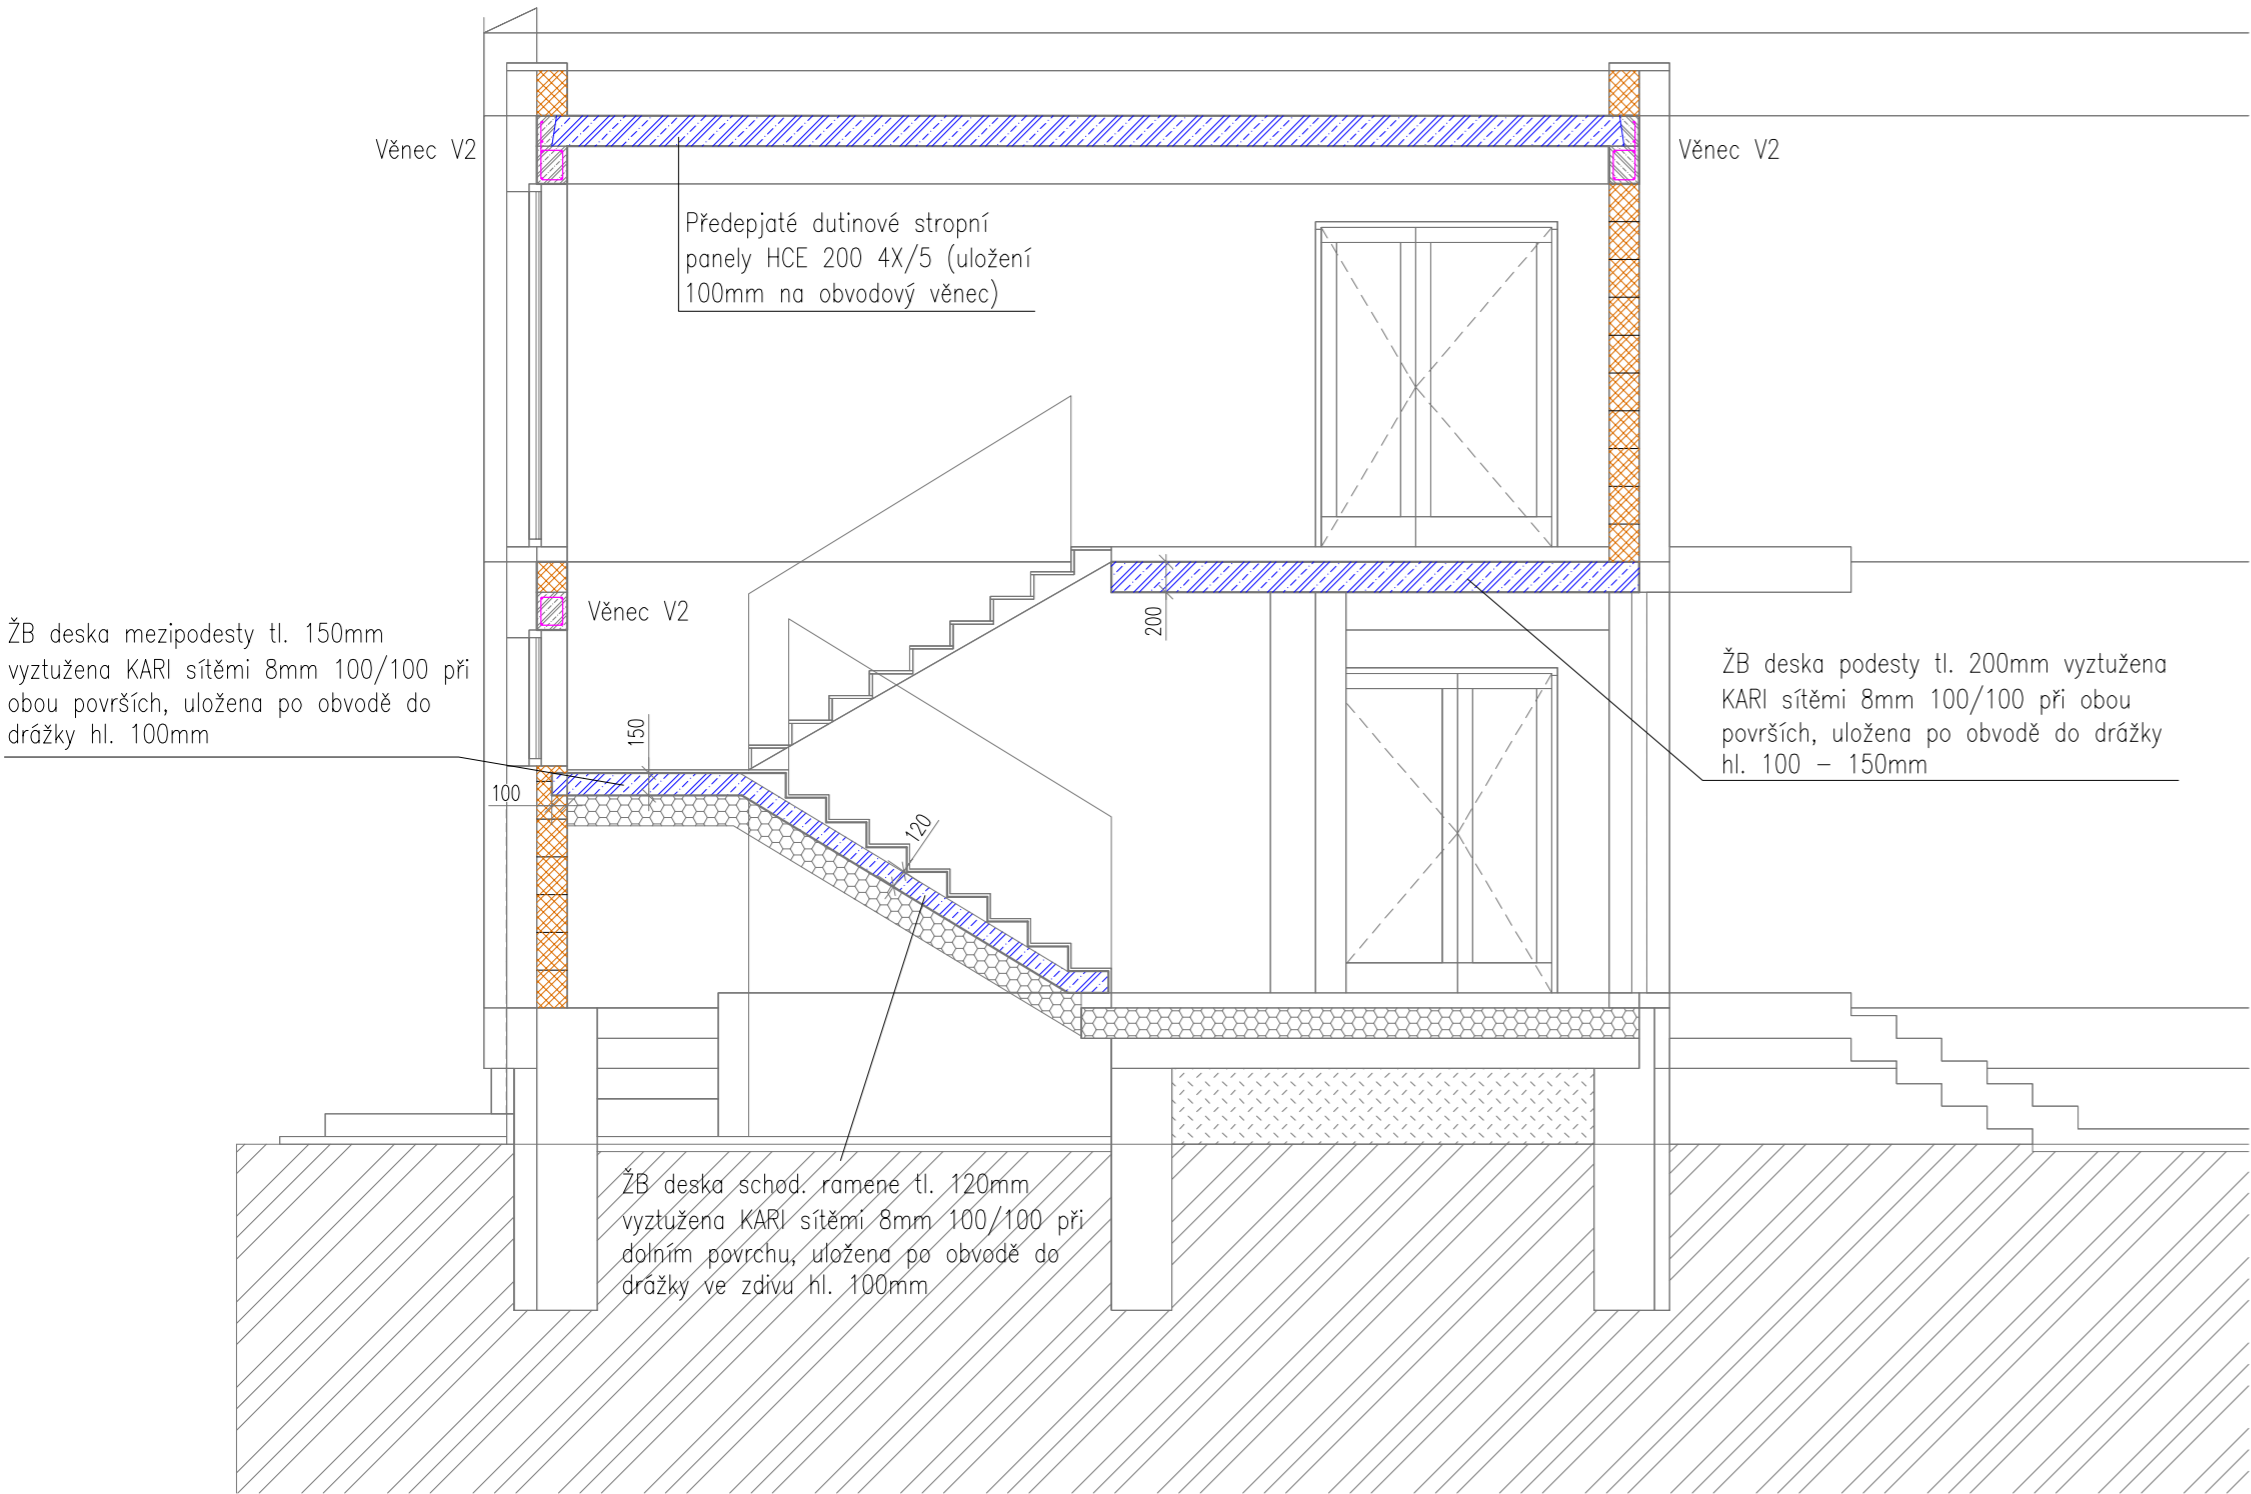 Věnec V2
Věnec V2
Předepjaté dutinové stropní
panely HCE 200 4X/5 (uložení
100mm na obvodový věnec)
Věnec V2
200
ŽB deska mezipodesty tl. 150mm
vyztužena KARI sítěmi 8mm 100/100 při
obou površích, uložena po obvodě do
drážky hl. 100mm
ŽB deska podesty tl. 200mm vyztužena
KARI sítěmi 8mm 100/100 při obou
površích, uložena po obvodě do drážky
hl. 100 – 150mm
150
100
120
ŽB deska schod. ramene tl. 120mm
vyztužena KARI sítěmi 8mm 100/100 při
dolním povrchu, uložena po obvodě do
drážky ve zdivu hl. 100mm